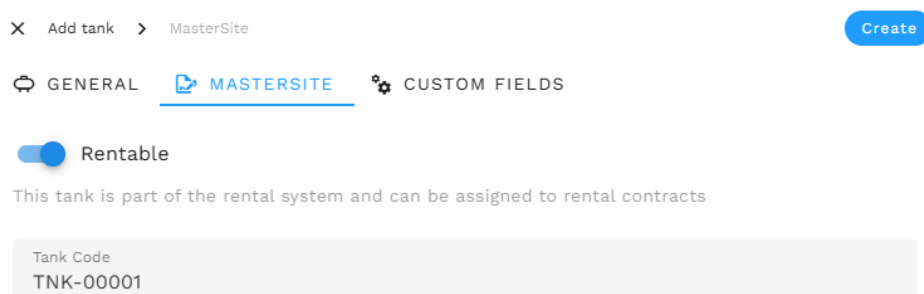 Add tank > MasterSite
Create
GENERAL MASTERSITE CUSTOM FIELDS
Rentable
This tank is part of the rental system and can be assigned to rental contracts
Tank Code
TNK-00001